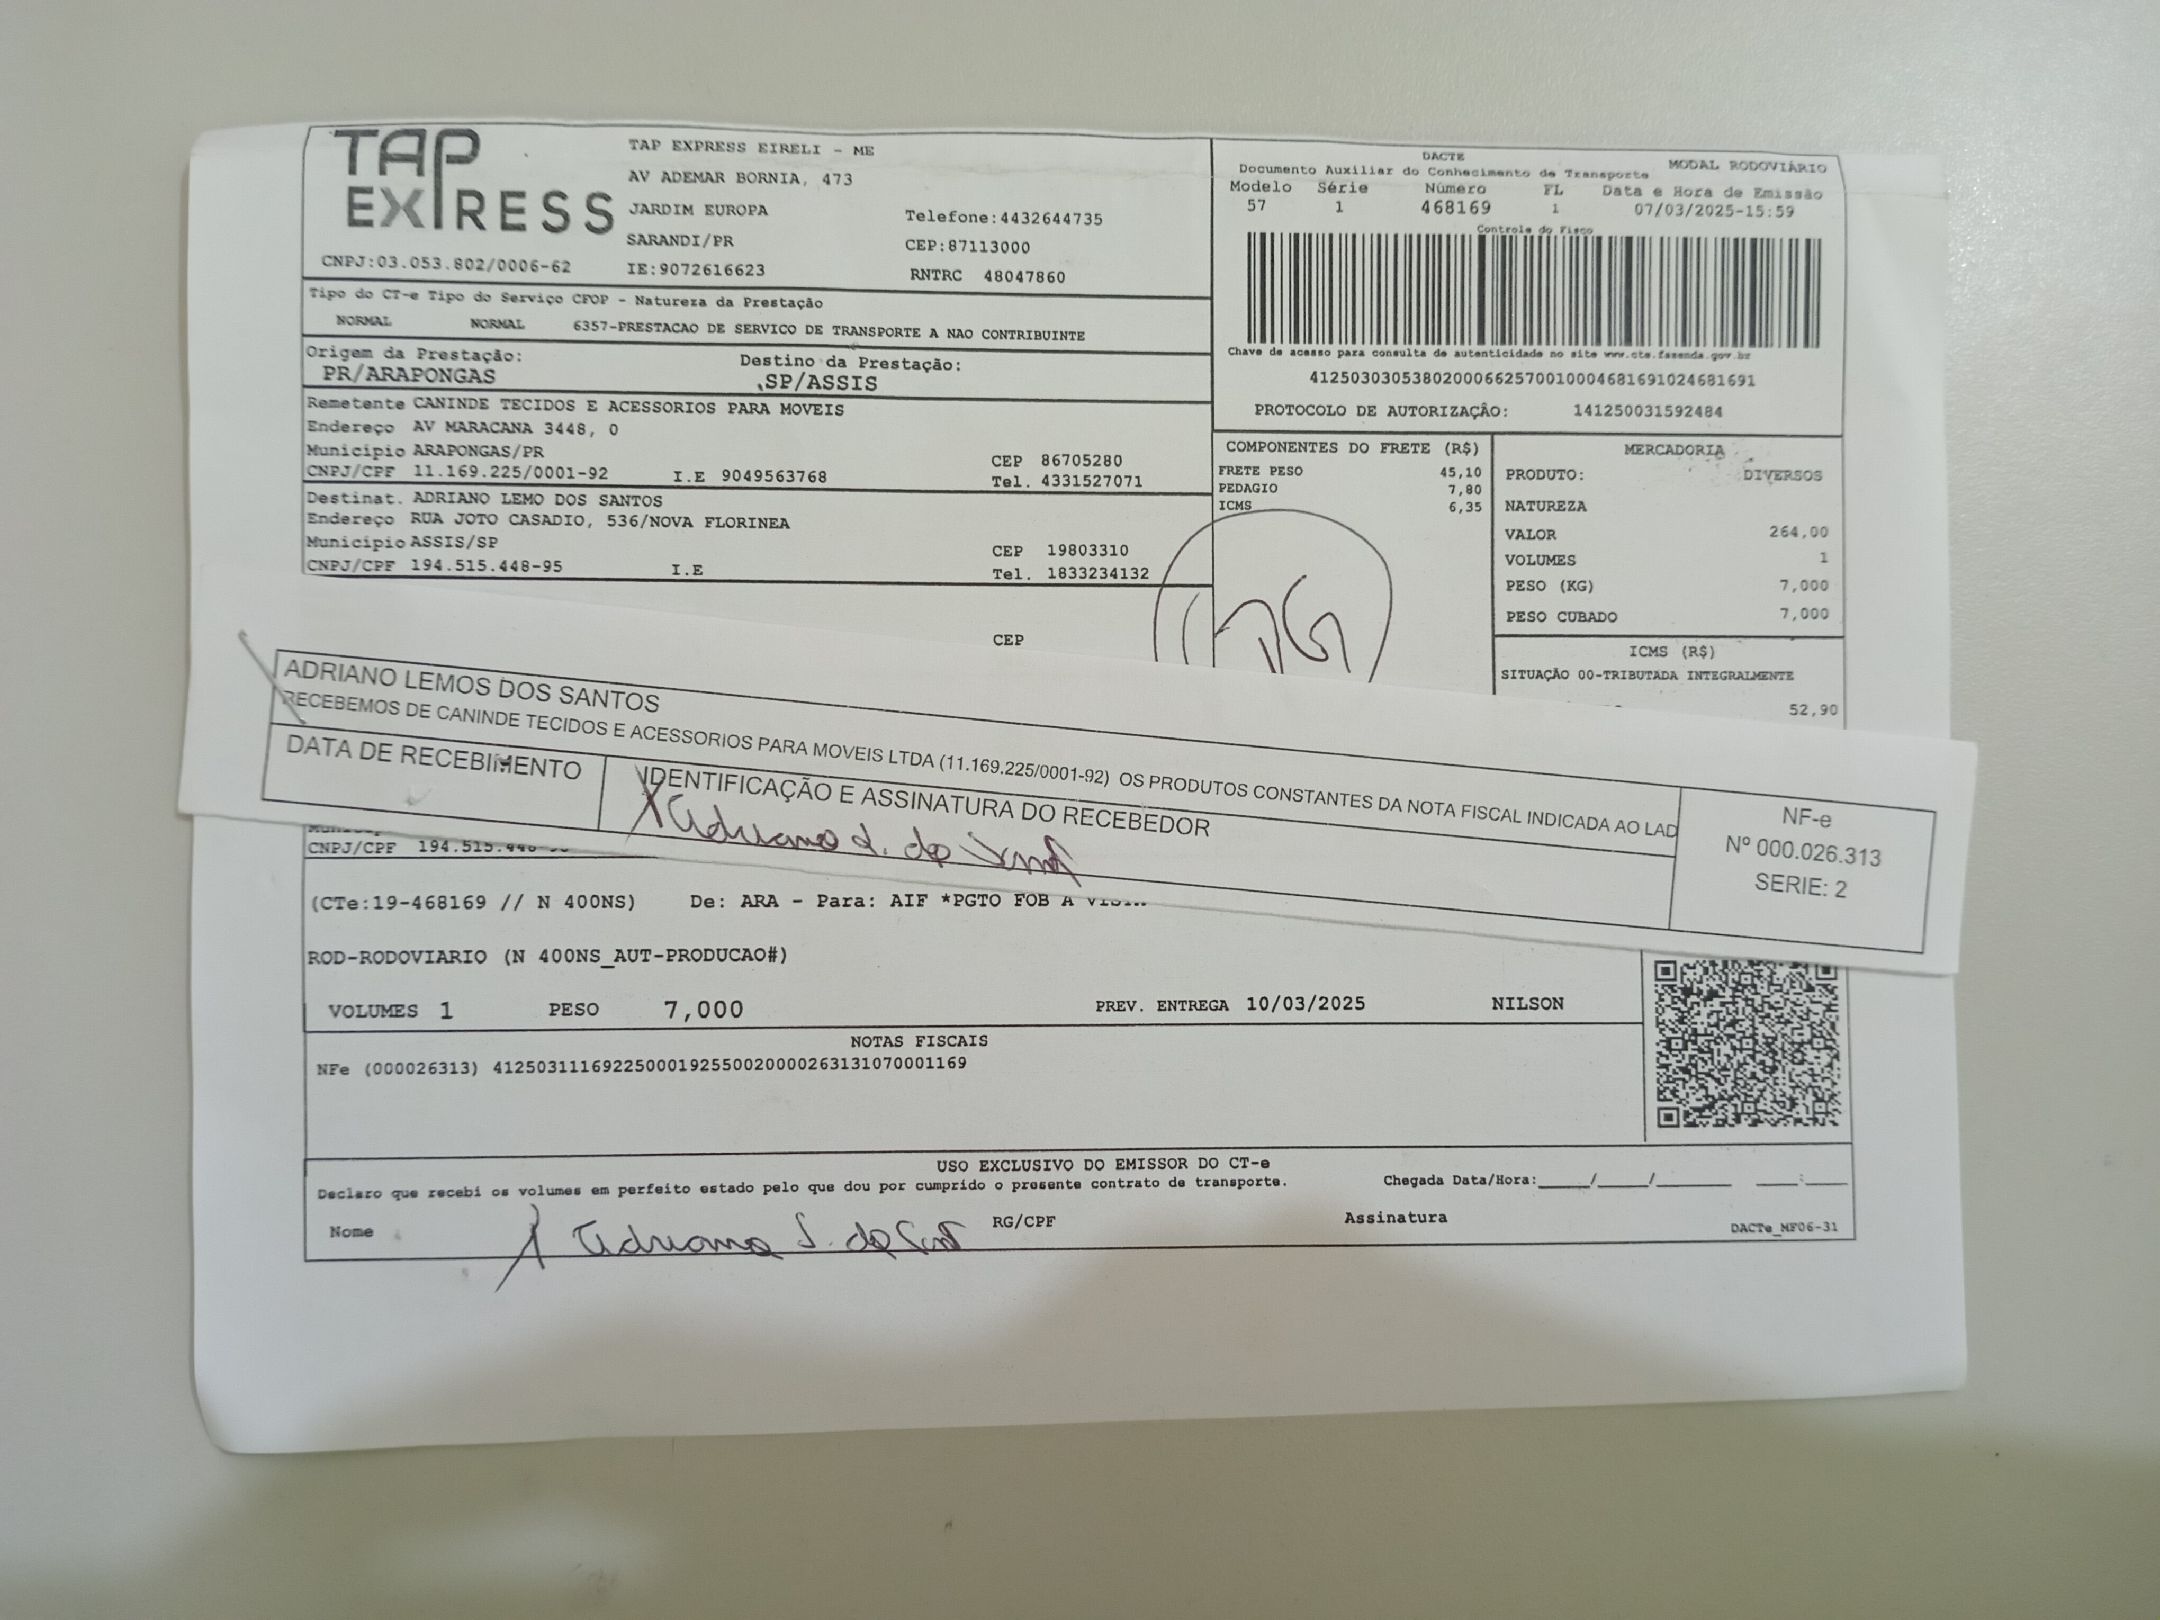 TAP EXPRESS
TAP EXPRESS EIRELI - ME
AV ADEMAR BORNIA, 473
JARDIM EUROPA
Telefone:4432644735
SARANDI/PR
CEP:87113000
CNPJ:03.053.802/0006-62
IE:9072616623
RNTRC 48047860
DACTE
Documento Auxiliar do Conhecimento de Transporte
MODAL RODOVIÁRIO
Modelo Série Número FL Data e Hora de Emissão
57 1 468169 1 07/03/2025-15:59
Controle do Fisco
Chave de acesso para consulta de autenticidade no site www.cte.fazenda.gov.br
41250303053802000662570010004681691024681691
PROTOCOLO DE AUTORIZAÇÃO: 141250031592484
Tipo do CT-e Tipo do Serviço CFOP - Natureza da Prestação
NORMAL NORMAL 6357-PRESTACAO DE SERVICO DE TRANSPORTE A NAO CONTRIBUINTE
Origem da Prestação: Destino da Prestação:
PR/ARAPONGAS SP/ASSIS
Remetente CANINDE TECIDOS E ACESSORIOS PARA MOVEIS
Endereço AV MARACANA 3448, 0
Município ARAPONGAS/PR CEP 86705280
CNPJ/CPF 11.169.225/0001-92 I.E 9049563768 Tel. 4331527071
Destinat. ADRIANO LEMO DOS SANTOS
Endereço RUA JOTO CASADIO, 536/NOVA FLORINEA
Município ASSIS/SP CEP 19803310
CNPJ/CPF 194.515.448-95 I.E Tel. 1833234132
CEP
COMPONENTES DO FRETE (R$)
FRETE PESO 45,10
PEDAGIO 7,80
ICMS 6,35
MERCADORIA
PRODUTO: DIVERSOS
NATUREZA
VALOR 264,00
VOLUMES 1
PESO (KG) 7,000
PESO CUBADO 7,000
ICMS (R$)
SITUAÇÃO 00-TRIBUTADA INTEGRALMENTE
52,90
ADRIANO LEMOS DOS SANTOS
RECEBEMOS DE CANINDE TECIDOS E ACESSORIOS PARA MOVEIS LTDA (11.169.225/0001-92) OS PRODUTOS CONSTANTES DA NOTA FISCAL INDICADA AO LAD
DATA DE RECEBIMENTO
IDENTIFICAÇÃO E ASSINATURA DO RECEBEDOR
X Adriano L. do
NF-e
Nº 000.026.313
SERIE: 2
CNPJ/CPF 194.515.448
(CTe:19-468169 // N 400NS) De: ARA - Para: AIF *PGTO FOB A
ROD-RODOVIARIO (N 400NS_AUT-PRODUCAO#)
VOLUMES 1 PESO 7,000 PREV. ENTREGA 10/03/2025 NILSON
NOTAS FISCAIS
NFe (000026313) 41250311169225000192550020000263131070001169
USO EXCLUSIVO DO EMISSOR DO CT-e
Declaro que recebi os volumes em perfeito estado pelo que dou por cumprido o presente contrato de transporte.
Chegada Data/Hora:____/____/______ ____:____
Nome X Adriano RG/CPF Assinatura
DACTe_MF06-31